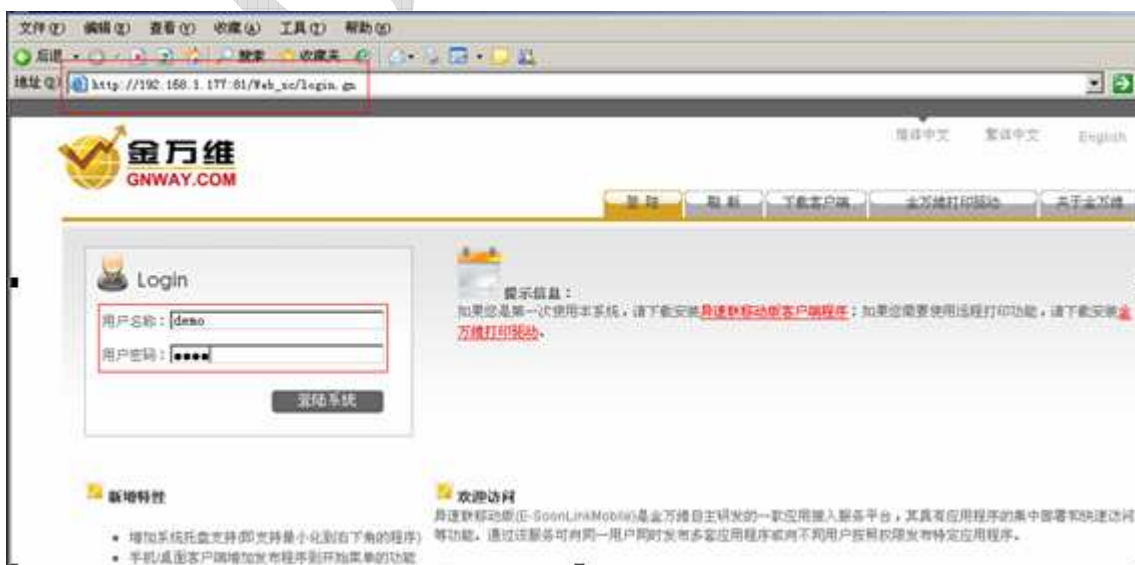 文件(F) 编辑(E) 查看(V) 收藏(A) 工具(T) 帮助(H)
后退 搜索 收藏夹
地址(D) http://192.168.1.177:81/Web_xc/login.gn
简体中文 繁体中文 English
金万维
GNWAY.COM
登陆 刷新 下载客户端 金万维打印驱动 关于金万维
Login
用户名称：demo
用户密码：●●●●
登陆系统
提示信息：
如果您是第一次使用本系统，请下载安装异速联移动版客户端程序；如果您需要使用远程打印功能，请下载安装金
万维打印驱动。
新增特性
增加系统托盘支持(即支持最小化到右下角的程序)
手机/桌面客户端增加发布程序到开始菜单的功能
欢迎访问
异速联移动版(E-SoonLinkMobile)是金万维自主研发的一款应用接入服务平台，其具有应用程序的集中部署和快速访问
等功能。通过该服务可向同一用户同时发布多套应用程序或向不同用户按照权限发布特定应用程序。